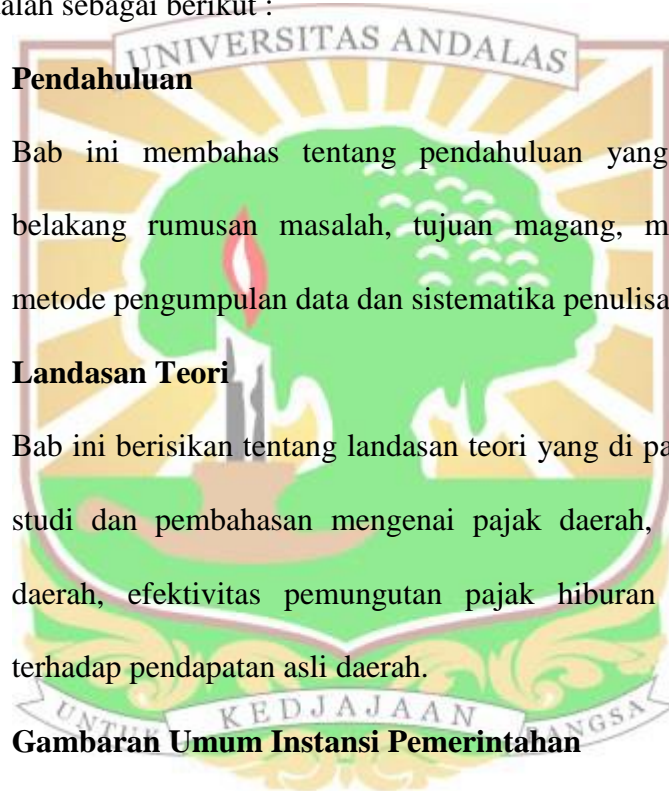 alah sebagai berikut :
UNIVERSITAS ANDALAS
Pendahuluan
Bab ini membahas tentang pendahuluan yang
belakang rumusan masalah, tujuan magang, m
metode pengumpulan data dan sistematika penulisa
Landasan Teori
Bab ini berisikan tentang landasan teori yang di pa
studi dan pembahasan mengenai pajak daerah,
daerah, efektivitas pemungutan pajak hiburan
terhadap pendapatan asli daerah.
UNTUK KEDJAJAAN BANGSA
Gambaran Umum Instansi Pemerintahan